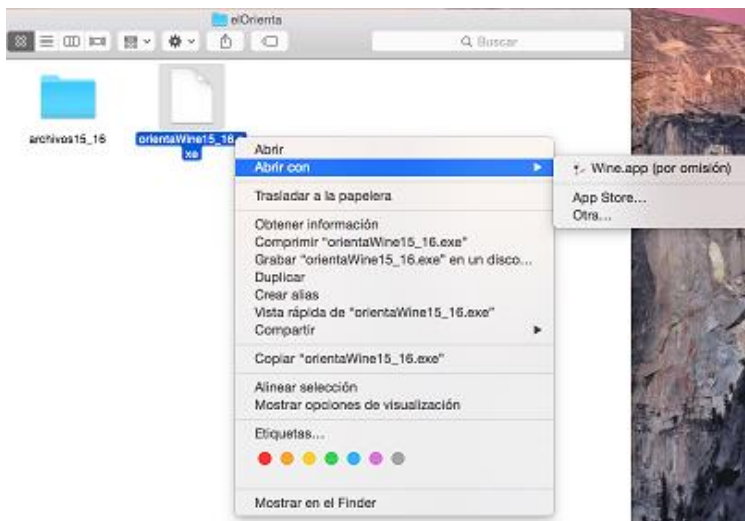 elOrienta
Buscar
archivos15_16
orientaWine15_16.e
xe
Abrir
Abrir con
Wine.app (por omisión)
App Store...
Otra...
Trasladar a la papelera
Obtener información
Comprimir "orientaWine15_16.exe"
Grabar "orientaWine15_16.exe" en un disco...
Duplicar
Crear alias
Vista rápida de "orientaWine15_16.exe"
Compartir
Copiar "orientaWine15_16.exe"
Alinear selección
Mostrar opciones de visualización
Etiquetas...
Mostrar en el Finder